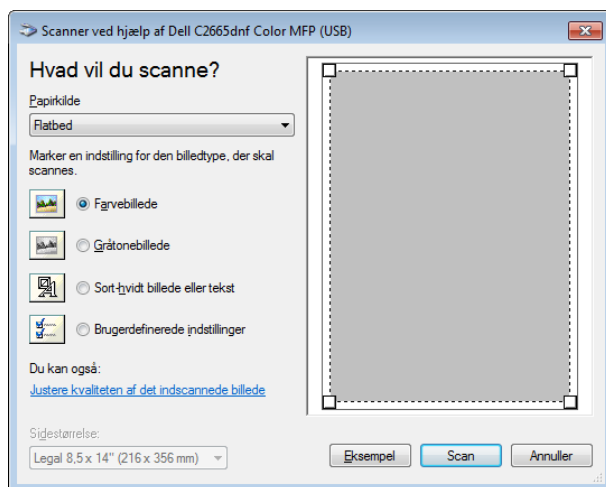 Scanner ved hjælp af Dell C2665dnf Color MFP (USB)
Hvad vil du scanne?
Papirkilde
Flatbed
Marker en indstilling for den billedtype, der skal
scannes.
Farvebillede
Gråtonebillede
Sort-hvidt billede eller tekst
Brugerdefinerede indstillinger
Du kan også:
Justere kvaliteten af det indscannede billede
Sidestørrelse:
Legal 8,5 x 14" (216 x 356 mm)
Eksempel
Scan
Annuller